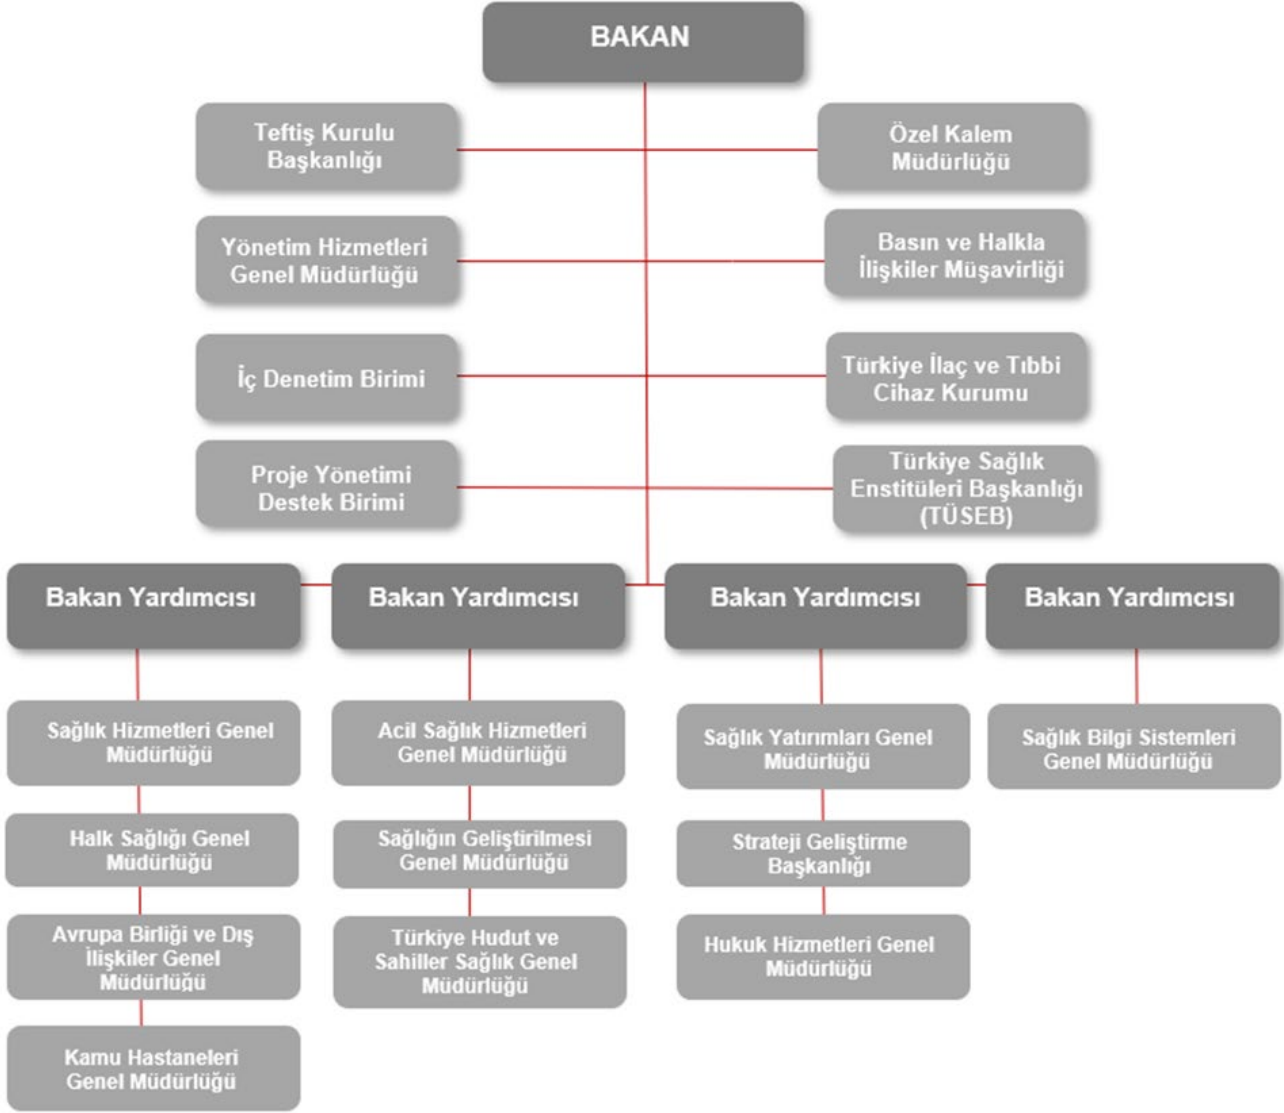 BAKAN
Teftiş Kurulu
Başkanlığı
Özel Kalem
Müdürlüğü
Yönetim Hizmetleri
Genel Müdürlüğü
Basın ve Halkla
İlişkiler Müşavirliği
İç Denetim Birimi
Türkiye İlaç ve Tıbbi
Cihaz Kurumu
Proje Yönetimi
Destek Birimi
Türkiye Sağlık
Enstitüleri Başkanlığı
(TÜSEB)
Bakan Yardımcısı
Bakan Yardımcısı
Bakan Yardımcısı
Bakan Yardımcısı
Sağlık Hizmetleri Genel
Müdürlüğü
Acil Sağlık Hizmetleri
Genel Müdürlüğü
Sağlık Yatırımları Genel
Müdürlüğü
Sağlık Bilgi Sistemleri
Genel Müdürlüğü
Halk Sağlığı Genel
Müdürlüğü
Sağlığın Geliştirilmesi
Genel Müdürlüğü
Strateji Geliştirme
Başkanlığı
Avrupa Birliği ve Dış
İlişkiler Genel
Müdürlüğü
Türkiye Hudut ve
Sahiller Sağlık Genel
Müdürlüğü
Hukuk Hizmetleri Genel
Müdürlüğü
Kamu Hastaneleri
Genel Müdürlüğü